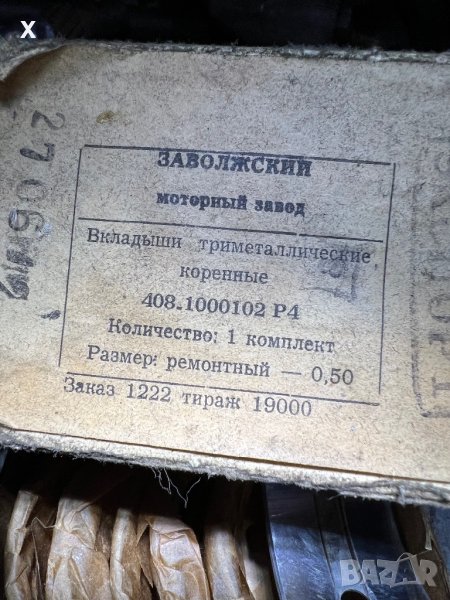 X
ЗАВОЛЖСКИЙ
моторный завод
Вкладыши триметаллические
коренные
408.1000102 Р4
Количество: 1 комплект
Размер: ремонтный — 0,50
Заказ 1222 тираж 19000
BAZAR